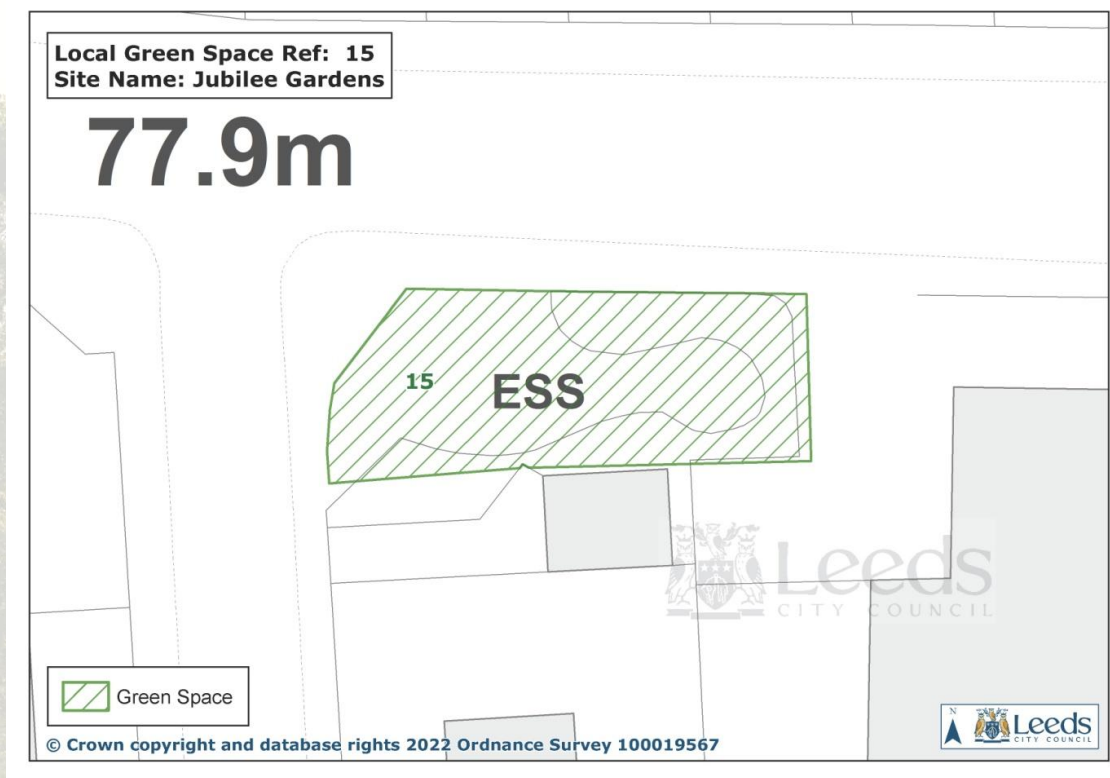 Local Green Space Ref: 15
Site Name: Jubilee Gardens
77.9m
15
ESS
Leeds
CITY COUNCIL
Green Space
© Crown copyright and database rights 2022 Ordnance Survey 100019567
N
Leeds
CITY COUNCIL